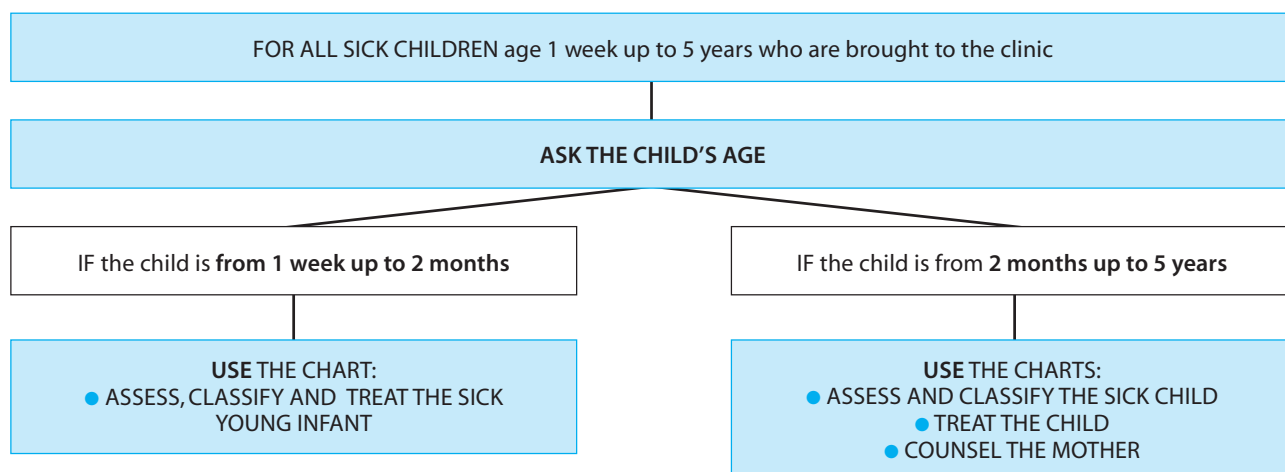 FOR ALL SICK CHILDREN age 1 week up to 5 years who are brought to the clinic
ASK THE CHILD’S AGE
IF the child is from 1 week up to 2 months
IF the child is from 2 months up to 5 years
USE THE CHART:
● ASSESS, CLASSIFY AND TREAT THE SICK
YOUNG INFANT
USE THE CHARTS:
● ASSESS AND CLASSIFY THE SICK CHILD
● TREAT THE CHILD
● COUNSEL THE MOTHER